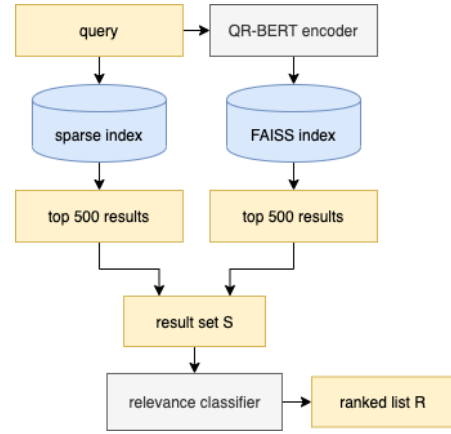 query
QR-BERT encoder
sparse index
FAISS index
top 500 results
top 500 results
result set S
relevance classifier
ranked list R